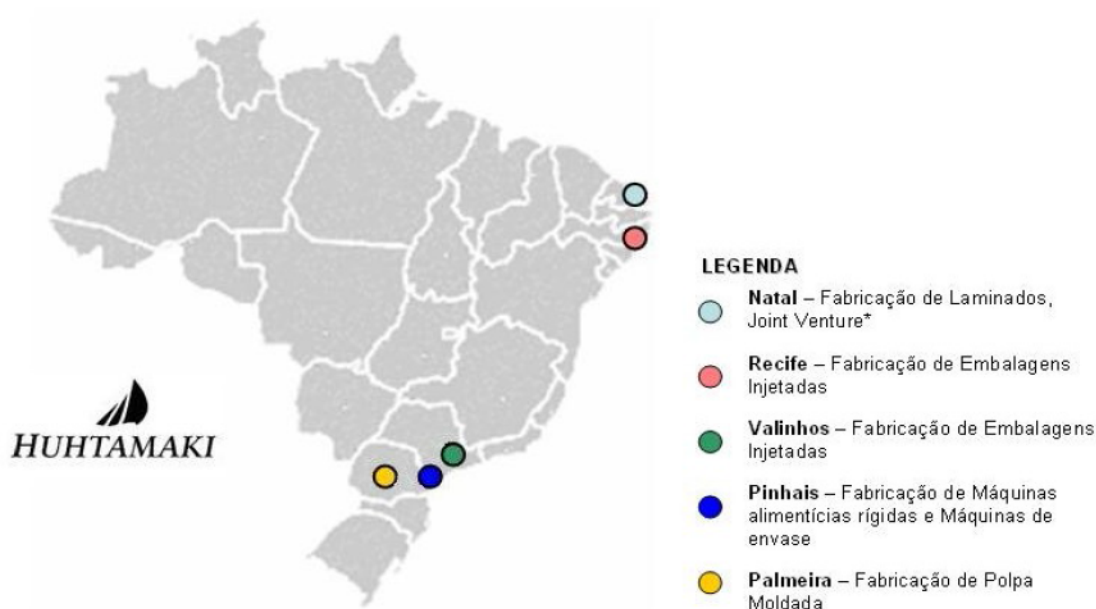 HUHTAMAKI
LEGENDA
Natal – Fabricação de Laminados,
Joint Venture*
Recife – Fabricação de Embalagens
Injetadas
Valinhos – Fabricação de Embalagens
Injetadas
Pinhais – Fabricação de Máquinas
alimentícias rígidas e Máquinas de
envase
Palmeira – Fabricação de Polpa
Moldada